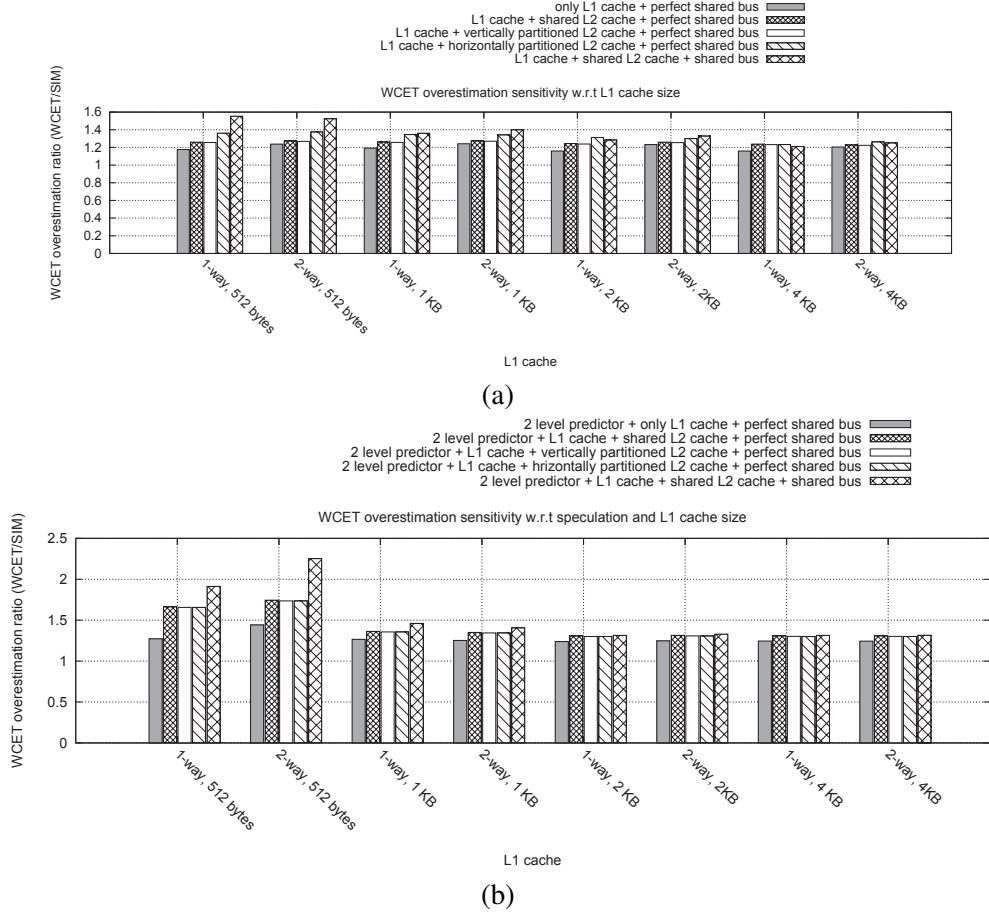 only L1 cache + perfect shared bus
L1 cache + shared L2 cache + perfect shared bus
L1 cache + vertically partitioned L2 cache + perfect shared bus
L1 cache + horizontally partitioned L2 cache + perfect shared bus
L1 cache + shared L2 cache + shared bus
WCET overestimation sensitivity w.r.t L1 cache size
WCET overestimation ratio (WCET/SIM)
1.6
1.4
1.2
1
0.8
0.6
0.4
0.2
0
1-way, 512 bytes
2-way, 512 bytes
1-way, 1 KB
2-way, 1 KB
1-way, 2 KB
2-way, 2KB
1-way, 4 KB
2-way, 4KB
L1 cache
(a)
2 level predictor + only L1 cache + perfect shared bus
2 level predictor + L1 cache + shared L2 cache + perfect shared bus
2 level predictor + L1 cache + vertically partitioned L2 cache + perfect shared bus
2 level predictor + L1 cache + hrizontally partitioned L2 cache + perfect shared bus
2 level predictor + L1 cache + shared L2 cache + shared bus
WCET overestimation sensitivity w.r.t speculation and L1 cache size
WCET overestimation ratio (WCET/SIM)
2.5
2
1.5
1
0.5
0
1-way, 512 bytes
2-way, 512 bytes
1-way, 1 KB
2-way, 1 KB
1-way, 2 KB
2-way, 2KB
1-way, 4 KB
2-way, 4KB
L1 cache
(b)